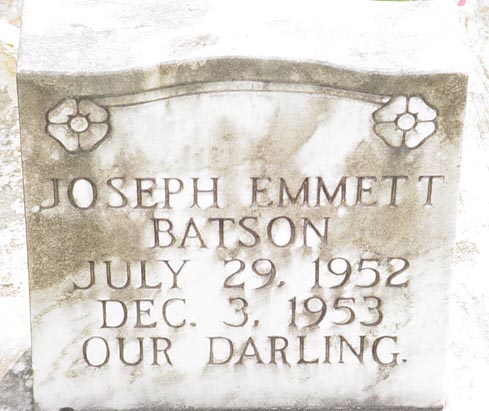 JOSEPH EMMETT
BATSON
JULY 29, 1952
DEC. 3, 1953
OUR DARLING.